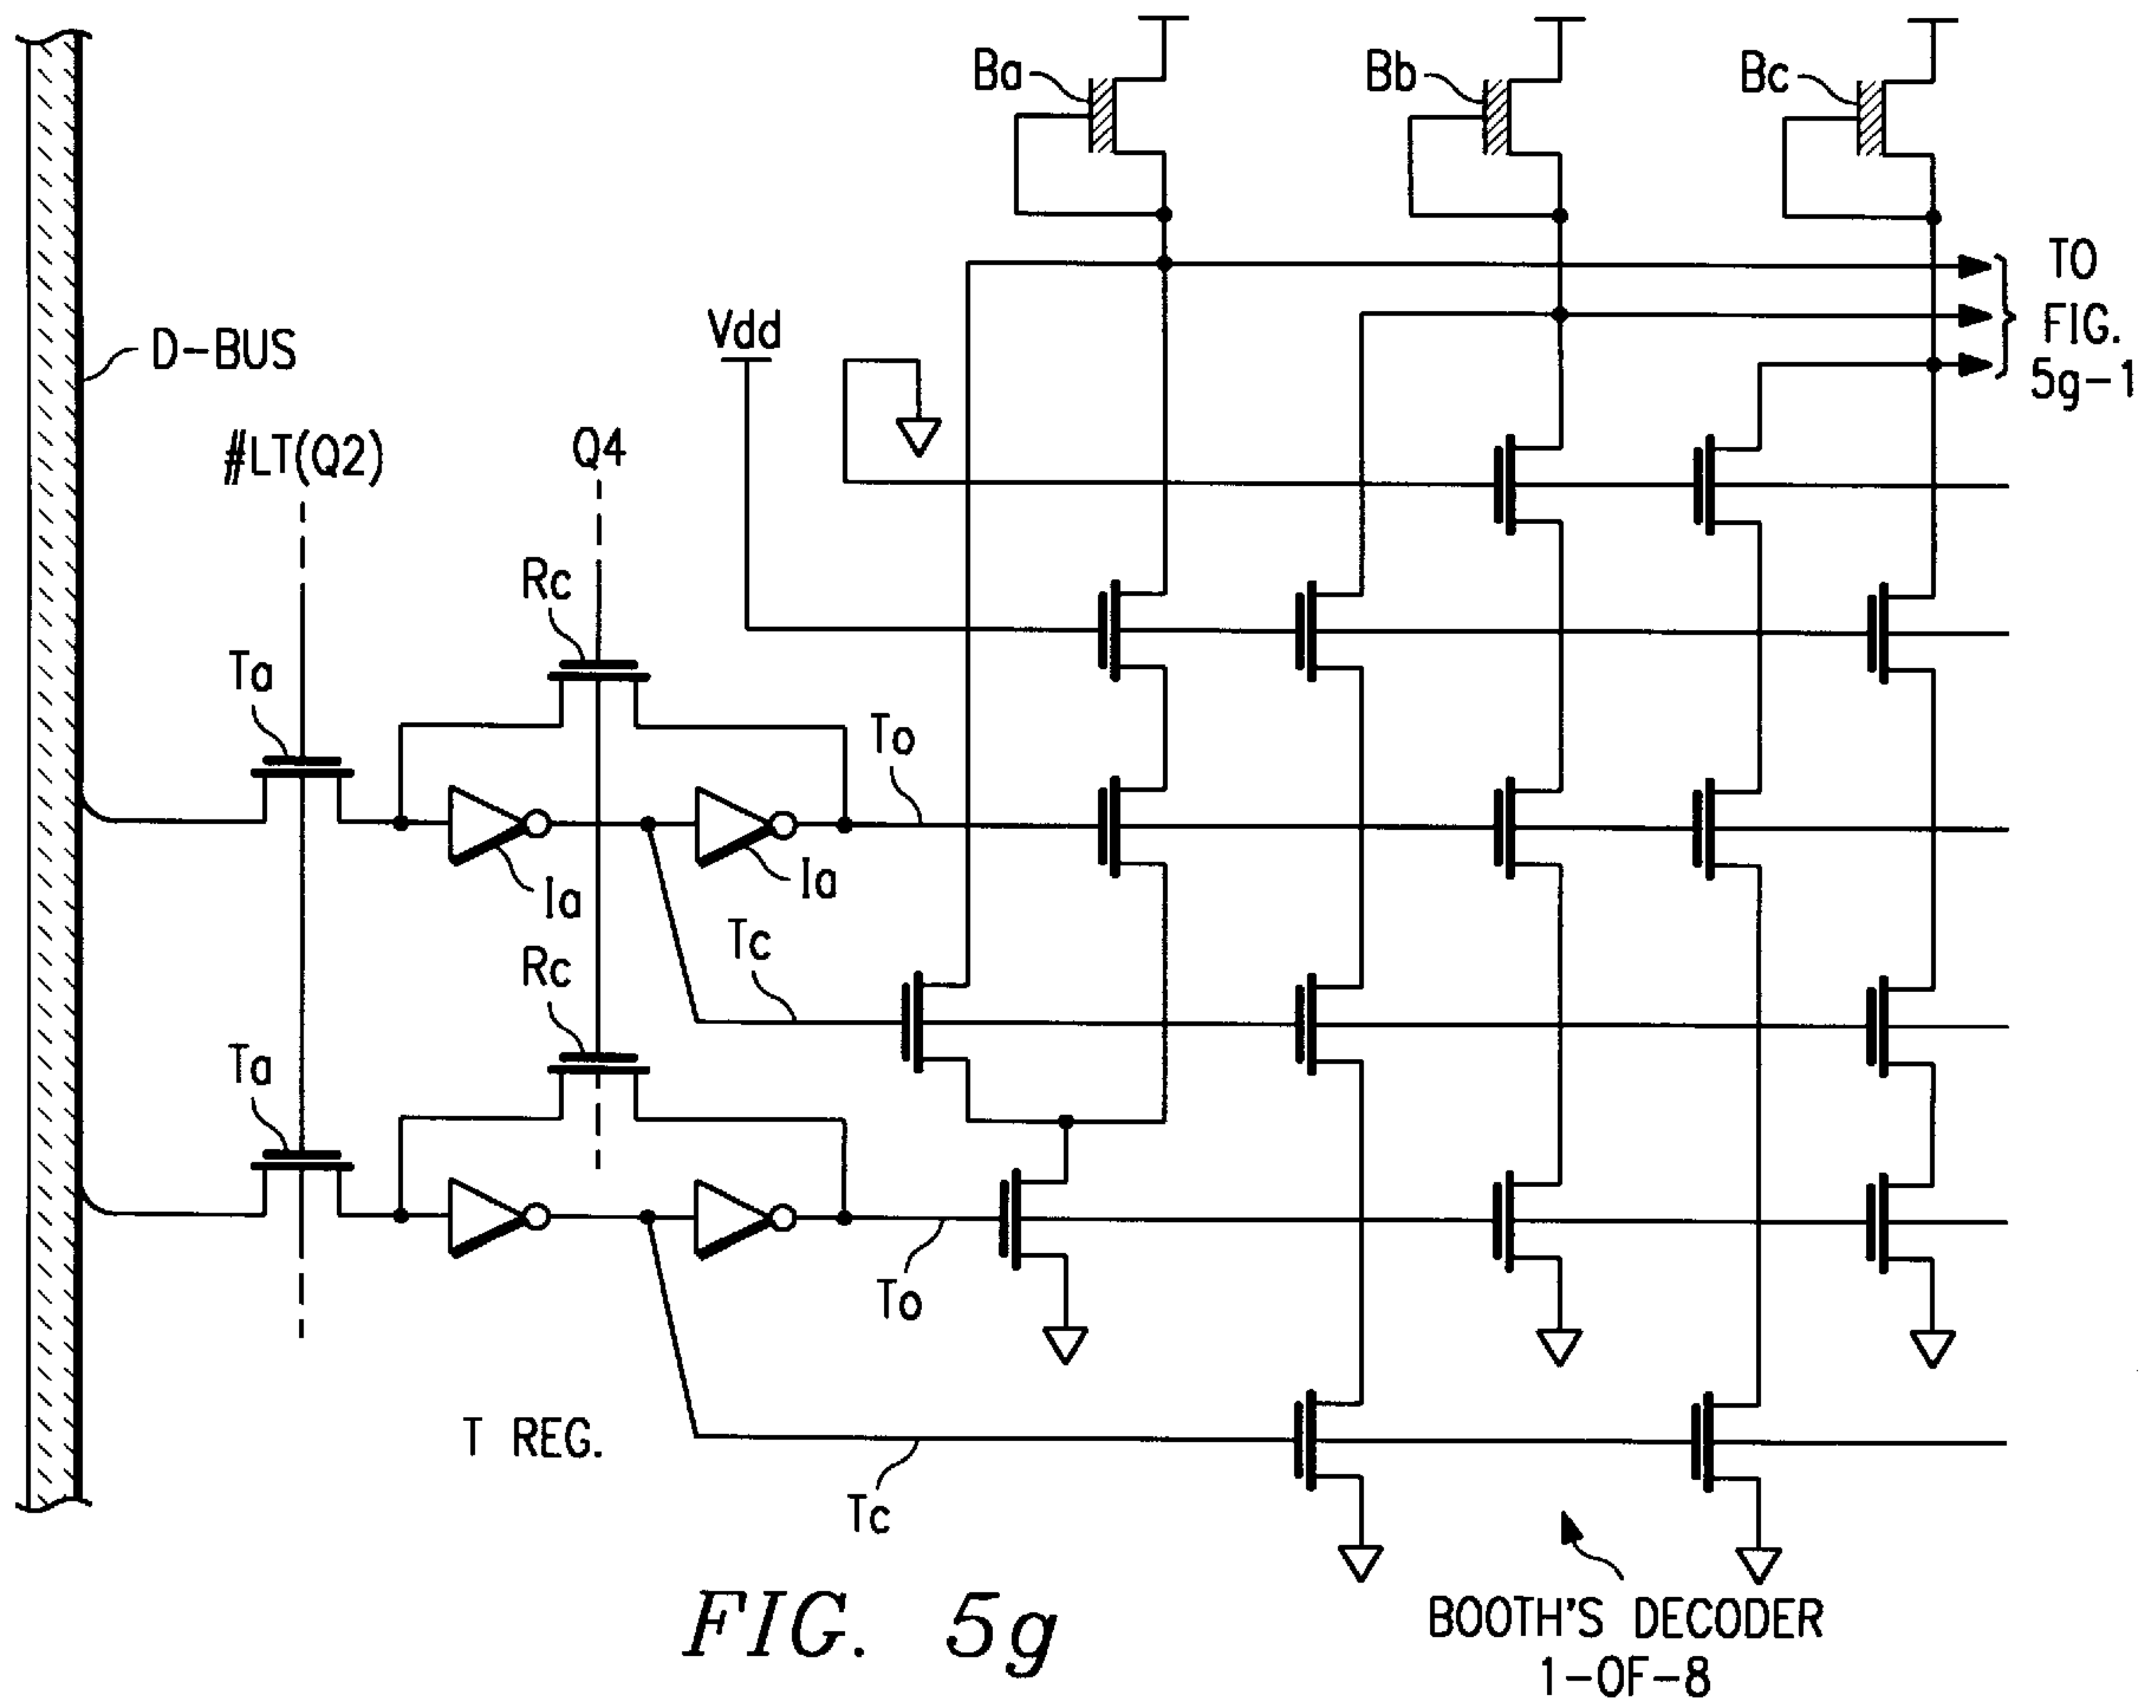 Ba
Bb
Bc
TO
FIG.
5g-1
Vdd
D-BUS
#LT(Q2)
Q4
Rc
Ta
To
Ia
Ia
Tc
Rc
Ta
To
T REG.
Tc
BOOTH'S DECODER
1-OF-8
FIG. 5g